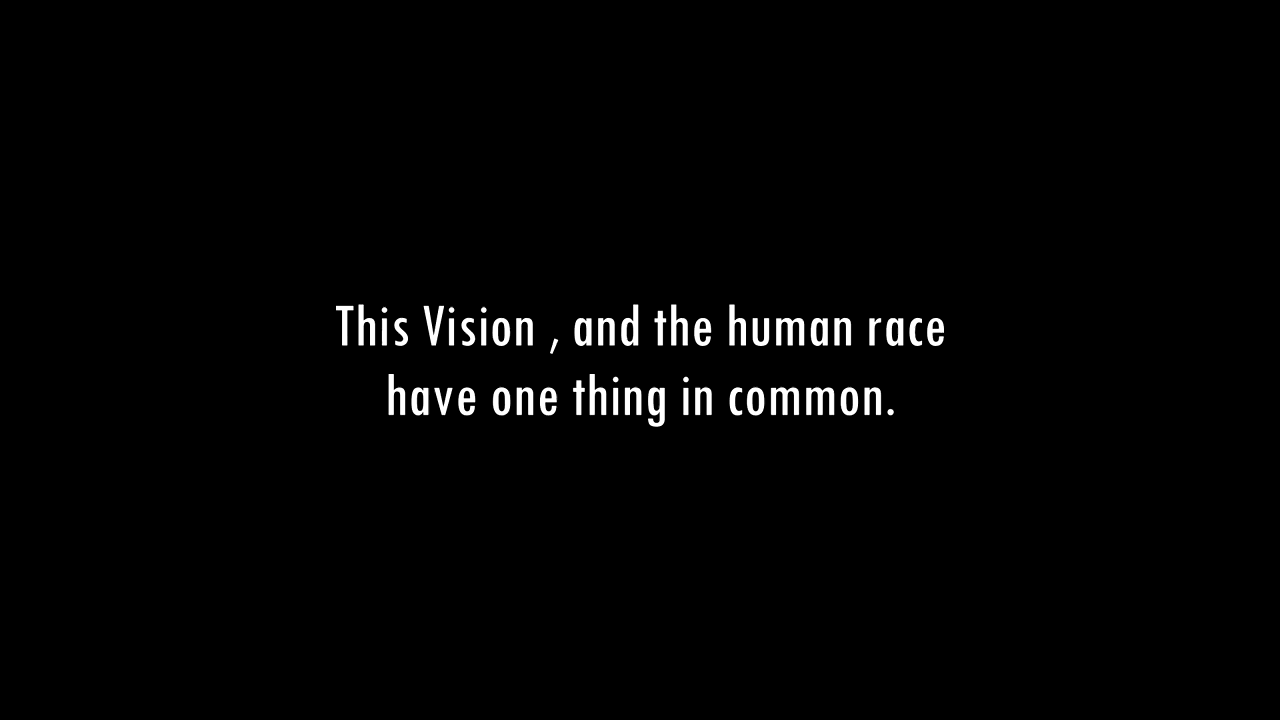 This Vision , and the human race
have one thing in common.